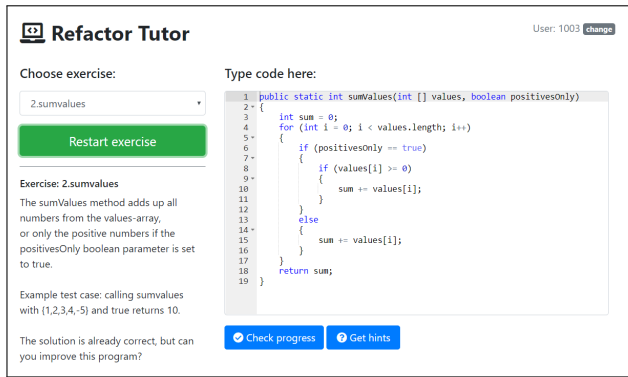 Refactor Tutor
User: 1003 change
Choose exercise:
2.sumvalues
Restart exercise
Exercise: 2.sumvalues
The sumValues method adds up all
numbers from the values-array,
or only the positive numbers if the
positivesOnly boolean parameter is set
to true.
Example test case: calling sumvalues
with {1,2,3,4,-5} and true returns 10.
The solution is already correct, but can
you improve this program?
Type code here:
1 public static int sumValues(int [] values, boolean positivesOnly)
2 {
3     int sum = 0;
4     for (int i = 0; i < values.length; i++)
5     {
6         if (positivesOnly == true)
7         {
8             if (values[i] >= 0)
9             {
10                 sum += values[i];
11             }
12         }
13         else
14         {
15             sum += values[i];
16         }
17     }
18     return sum;
19 }
Check progress
Get hints